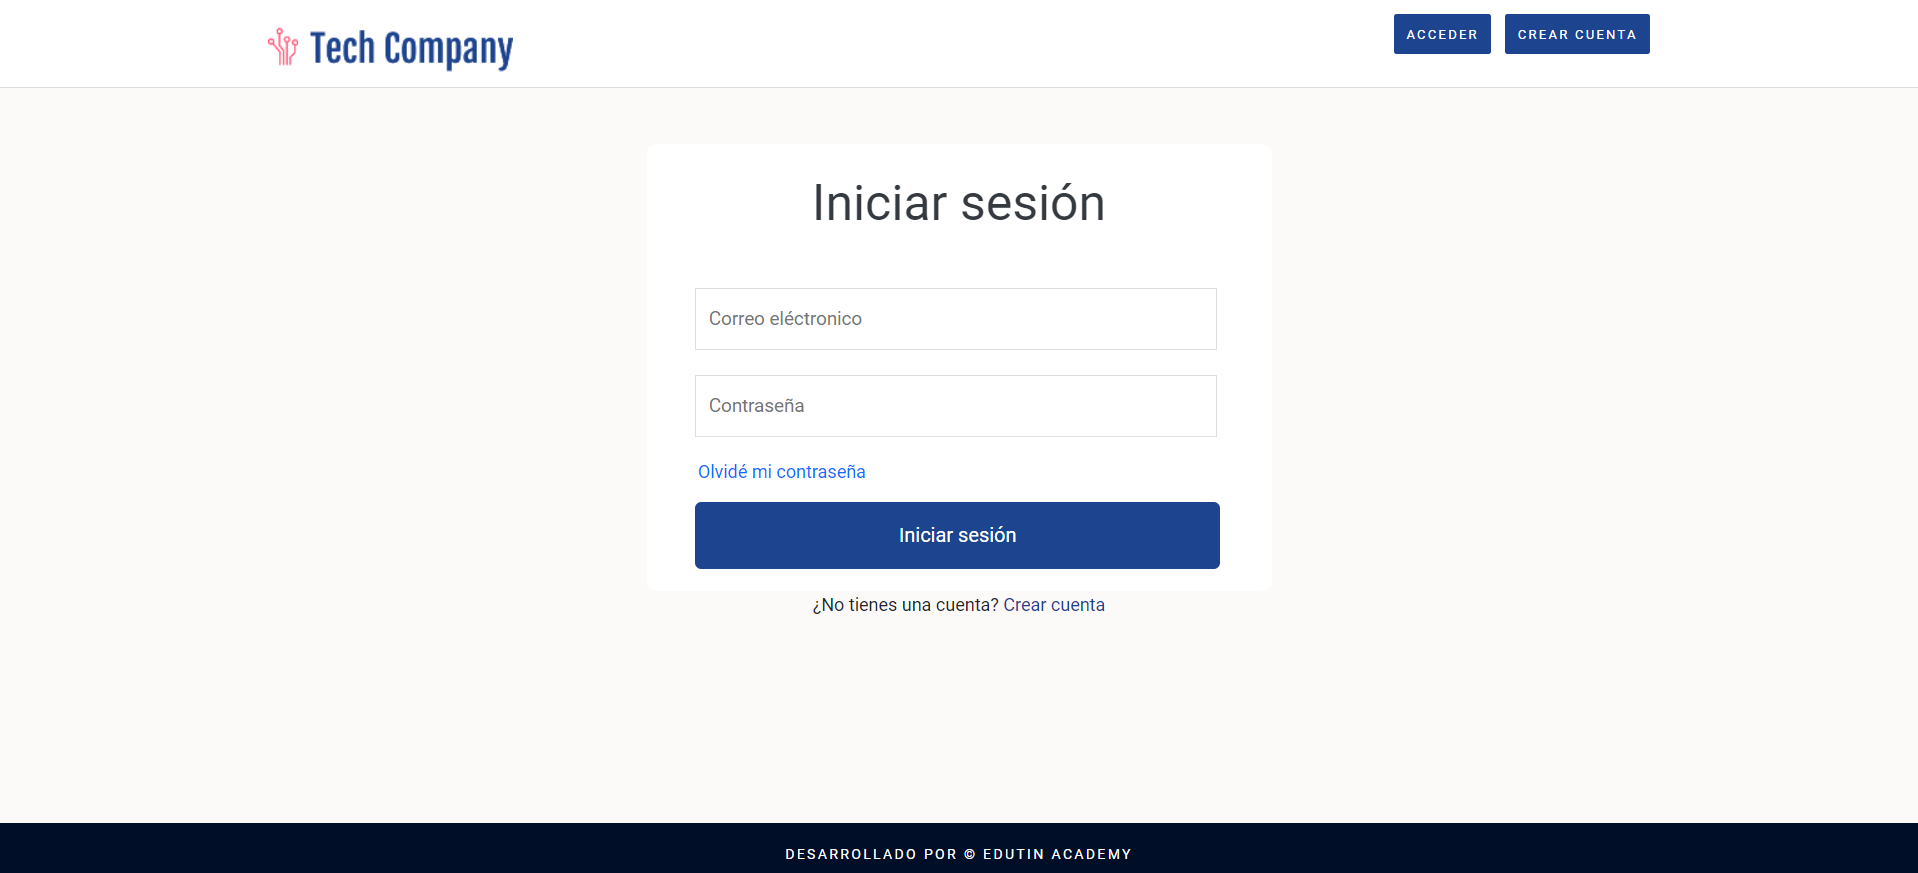 Tech Company
ACCEDER
CREAR CUENTA
Iniciar sesión
Correo eléctronico
Contraseña
Olvidé mi contraseña
Iniciar sesión
¿No tienes una cuenta? Crear cuenta
DESARROLLADO POR © EDUTIN ACADEMY